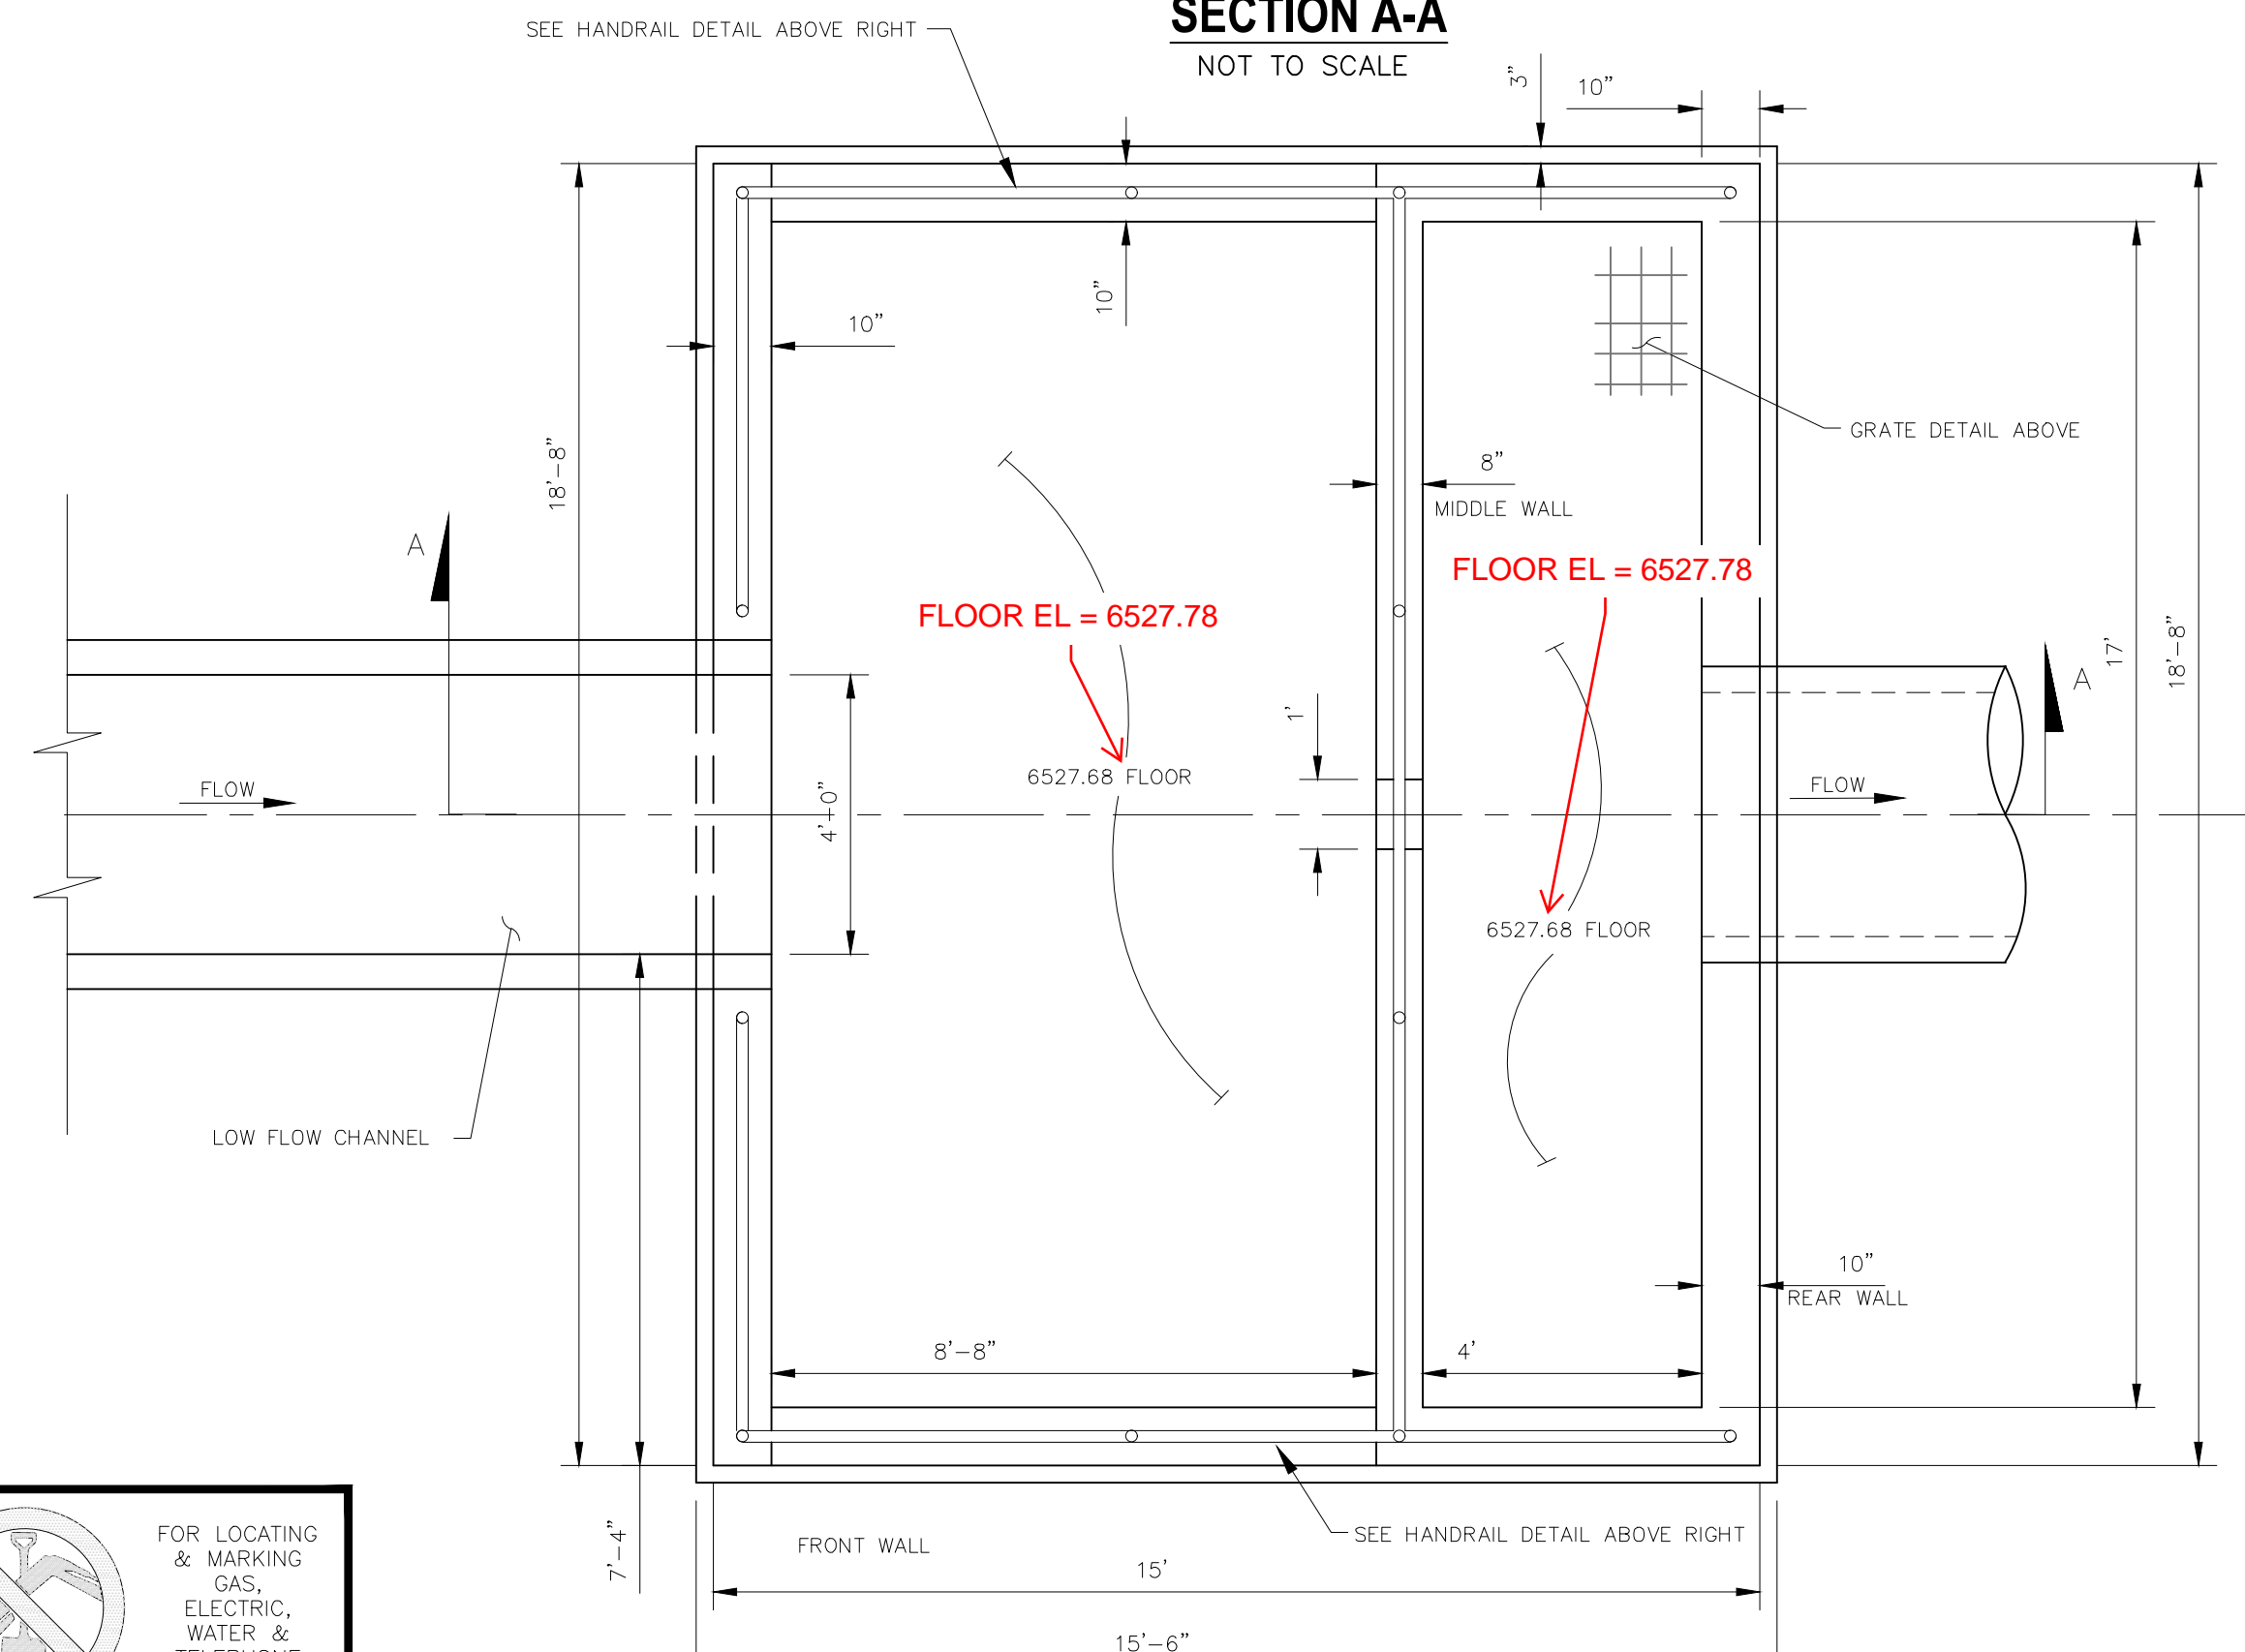 SECTION A-A
NOT TO SCALE
SEE HANDRAIL DETAIL ABOVE RIGHT
3"
10"
10"
10"
18'-8"
GRATE DETAIL ABOVE
8"
MIDDLE WALL
A
FLOOR EL = 6527.78
FLOOR EL = 6527.78
17'
18'-8"
A
1'
6527.68 FLOOR
FLOW
4'+0"
FLOW
6527.68 FLOOR
LOW FLOW CHANNEL
10"
REAR WALL
8'-8"
4'
7'-4"
FRONT WALL
SEE HANDRAIL DETAIL ABOVE RIGHT
15'
15'-6"
FOR LOCATING
& MARKING
GAS,
ELECTRIC,
WATER &
TELEPHONE